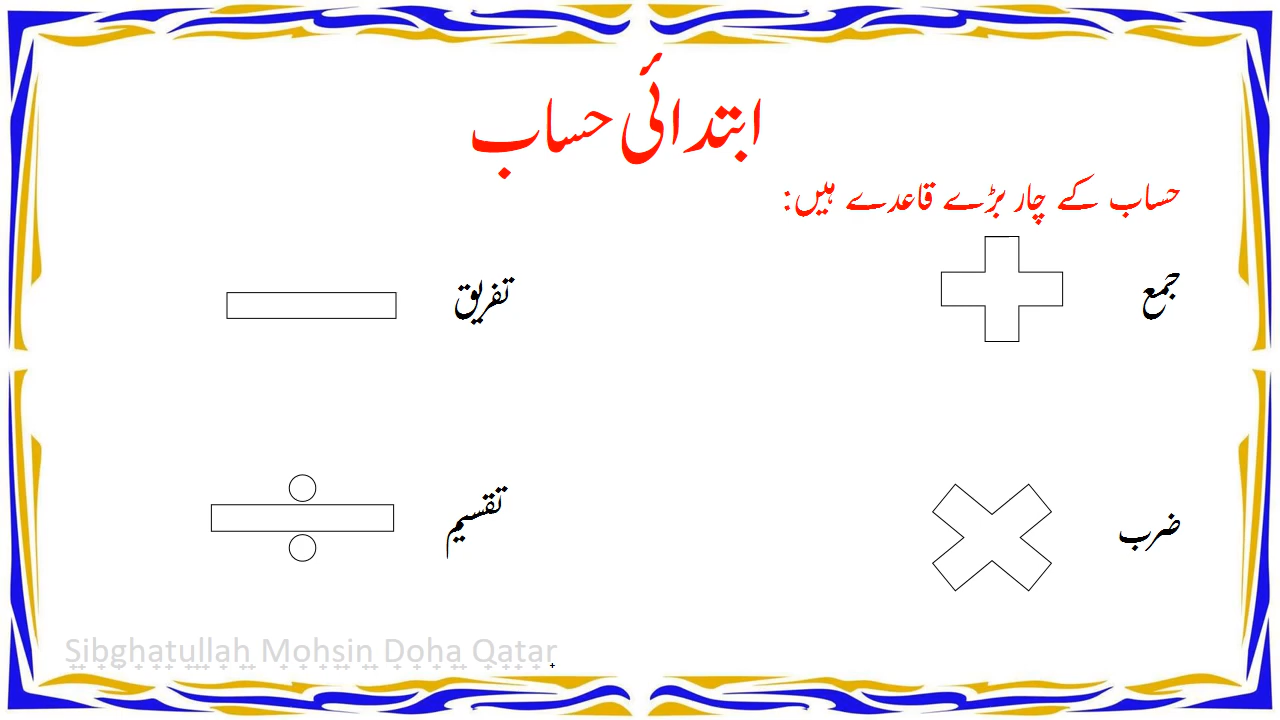 ابتدائی حساب
حساب کے چار بڑے قاعدے ہیں:
جمع
تفریق
ضرب
تقسیم
Sibghatullah Mohsin Doha Qatar